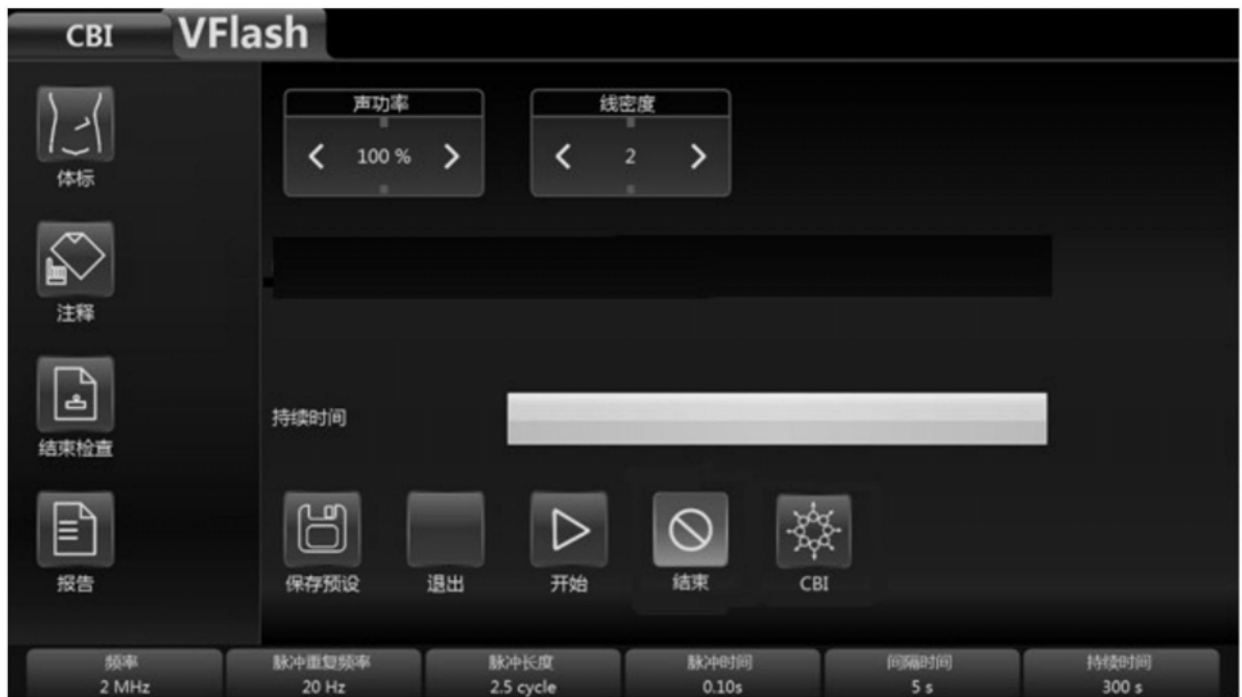 CBI VFlash
体标
注释
结束检查
报告
声功率
100 %
线密度
2
持续时间
保存预设 退出 开始 结束 CBI
频率 脉冲重复频率 脉冲长度 脉冲时间 间隔时间 持续时间
2 MHz 20 Hz 2.5 cycle 0.10s 5 s 300 s